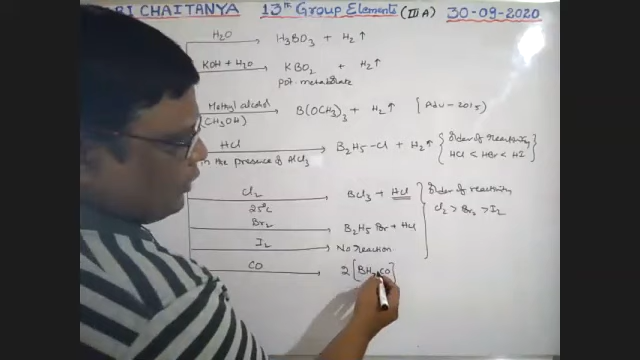 SRI CHAITANYA 13th Group Elements (III A) 30-09-2020
H2O H3BO3 + H2↑
KOH + H2O KBO2 + H2↑
pot. metaborate
Methyl alcohol (CH3OH) B(OCH3)3 + H2↑ [Adv-2015]
HCl in the presence of AlCl3 B2H5-Cl + H2↑ {Order of reactivity HCl < HBr < HI}
Cl2 25°C BCl3 + HCl
Order of reactivity
Cl2 > Br2 > I2
Br2 B2H5Br + HCl
I2 No reaction
CO 2[BH3 CO]